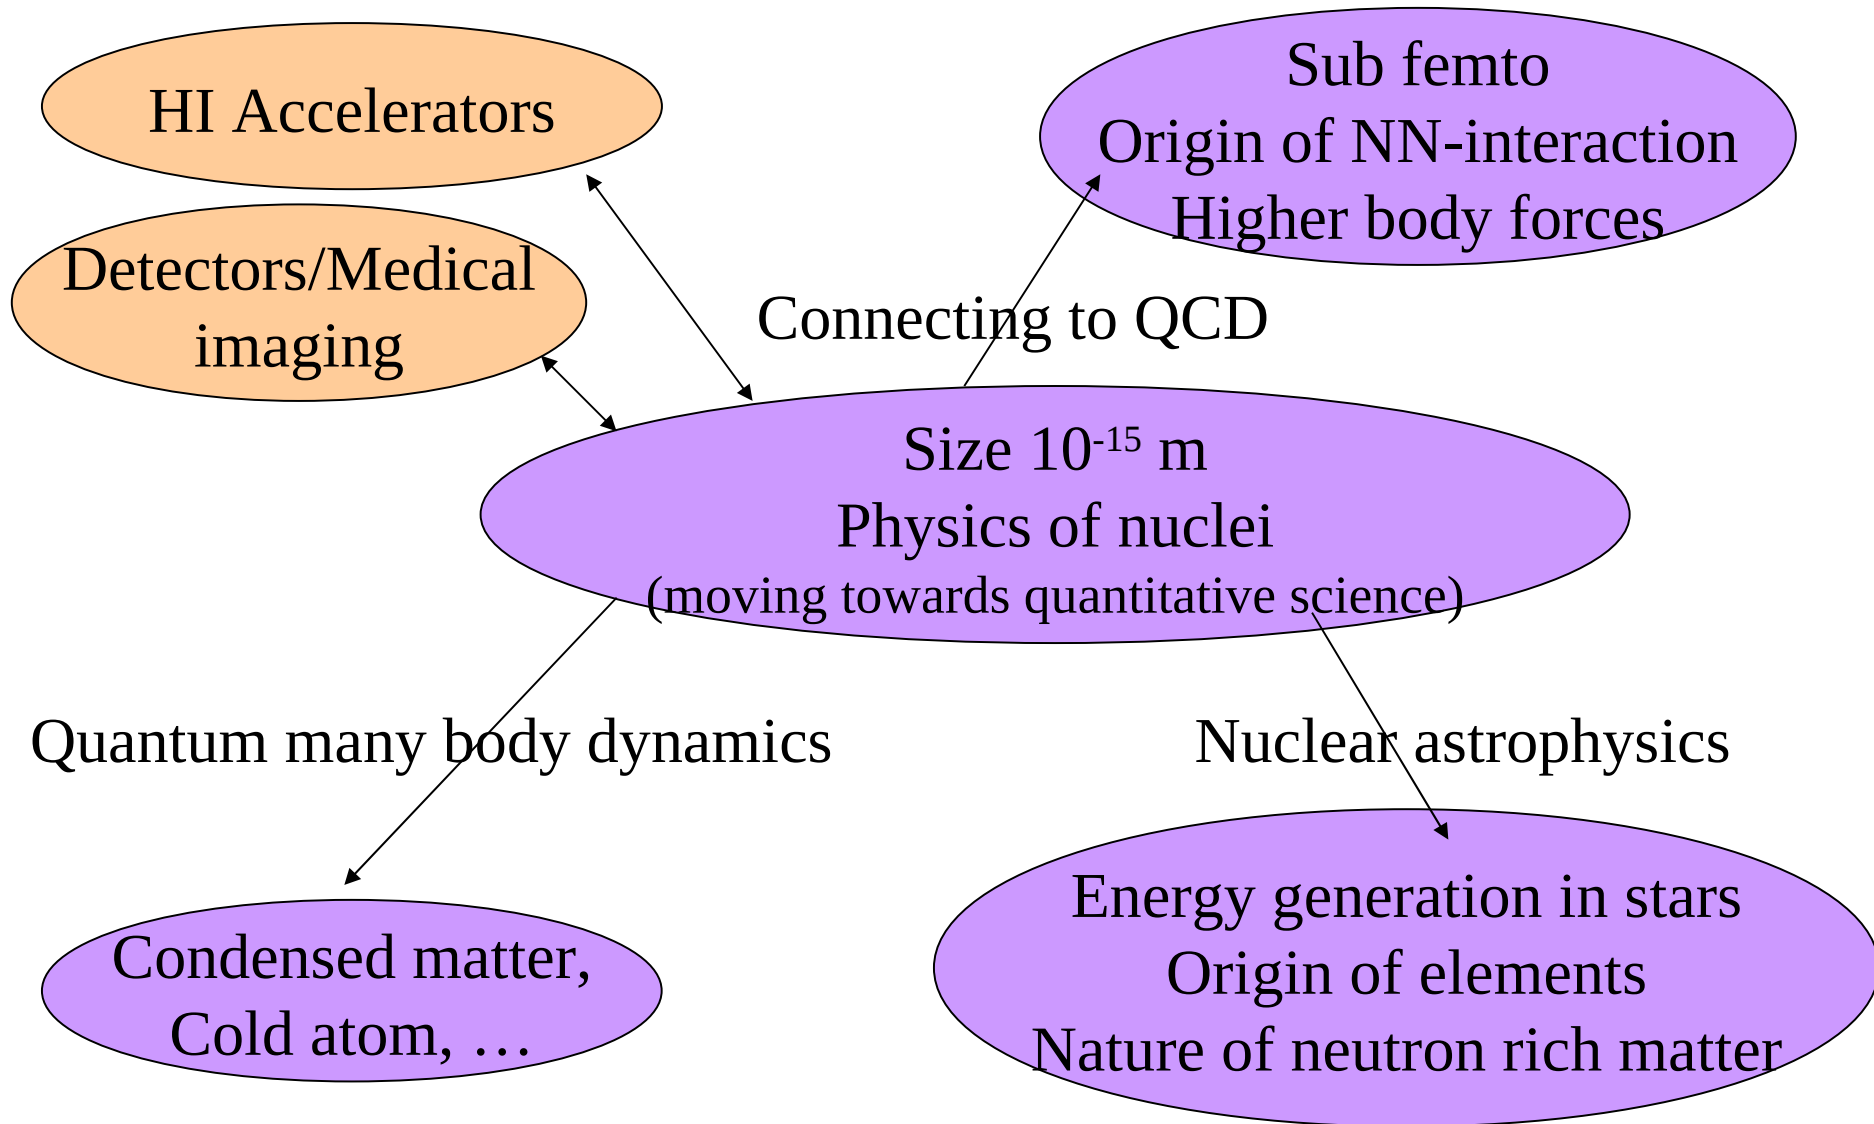 HI Accelerators
Sub femto
Origin of NN-interaction
Higher body forces
Detectors/Medical
imaging
Connecting to QCD
Size 10⁻¹⁵ m
Physics of nuclei
(moving towards quantitative science)
Quantum many body dynamics
Nuclear astrophysics
Condensed matter,
Cold atom, …
Energy generation in stars
Origin of elements
Nature of neutron rich matter